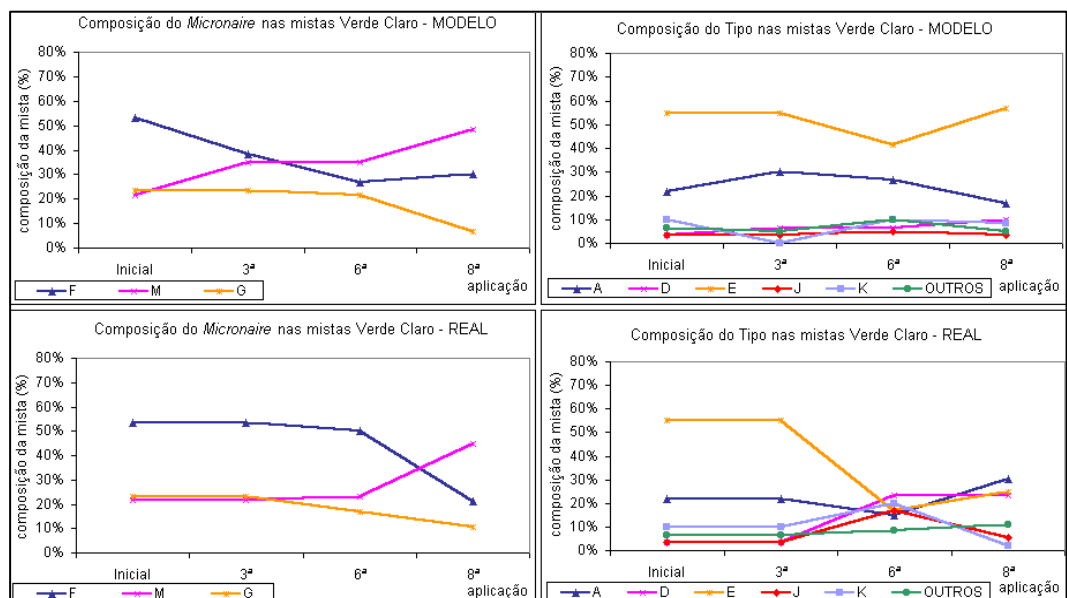 Composição do Micronaire nas mistas Verde Claro - MODELO
composição da mista (%)
80%
70%
60%
50%
40%
30%
20%
10%
0%
Inicial 3ª 6ª 8ª
aplicação
F M G
Composição do Tipo nas mistas Verde Claro - MODELO
composição da mista (%)
80%
70%
60%
50%
40%
30%
20%
10%
0%
Inicial 3ª 6ª 8ª
aplicação
A D E J K OUTROS
Composição do Micronaire nas mistas Verde Claro - REAL
composição da mista (%)
80%
70%
60%
50%
40%
30%
20%
10%
0%
Inicial 3ª 6ª 8ª
aplicação
F M G
Composição do Tipo nas mistas Verde Claro - REAL
composição da mista (%)
80%
70%
60%
50%
40%
30%
20%
10%
0%
Inicial 3ª 6ª 8ª
aplicação
A D E J K OUTROS